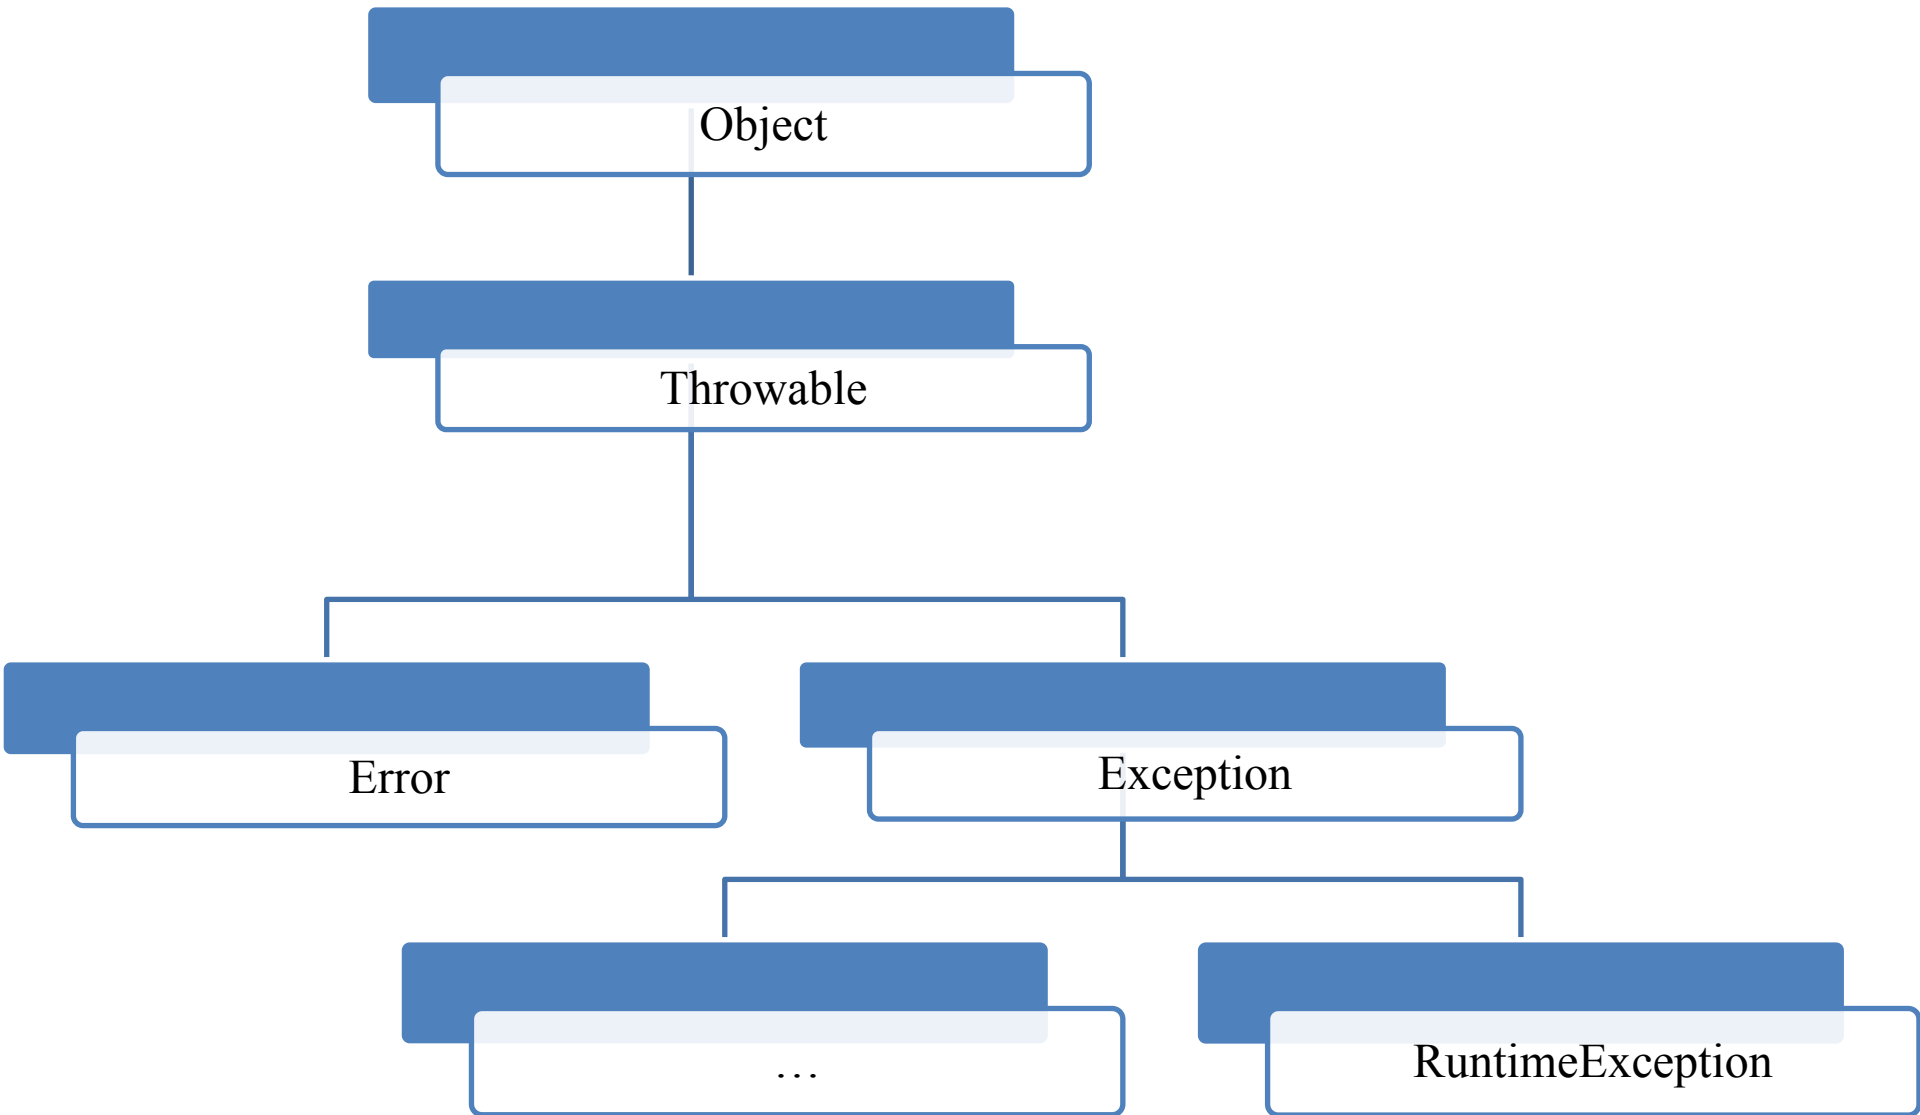 Object
Throwable
Error
Exception
…
RuntimeException